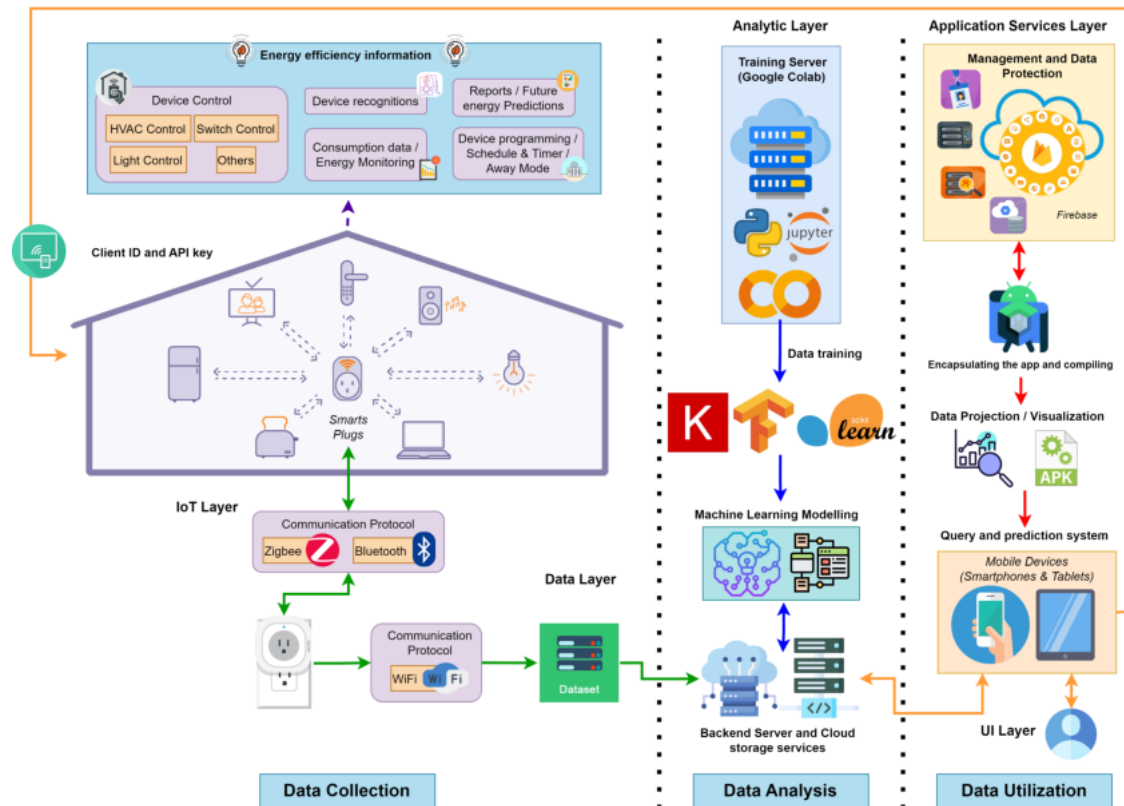 Energy efficiency information
Device Control
HVAC Control
Switch Control
Light Control
Others
Device recognitions
Reports / Future
energy Predictions
Consumption data /
Energy Monitoring
Device programming /
Schedule & Timer /
Away Mode
Client ID and API key
Smarts
Plugs
IoT Layer
Communication Protocol
Zigbee
Bluetooth
Data Layer
Communication
Protocol
WiFi
Wi Fi
Dataset
Data Collection
Analytic Layer
Training Server
(Google Colab)
jupyter
Data training
K
learn
Machine Learning Modelling
</>
Backend Server and Cloud
storage services
Data Analysis
Application Services Layer
Management and Data
Protection
Firebase
Encapsulating the app and compiling
Data Projection / Visualization
APK
Query and prediction system
Mobile Devices
(Smartphones & Tablets)
UI Layer
Data Utilization